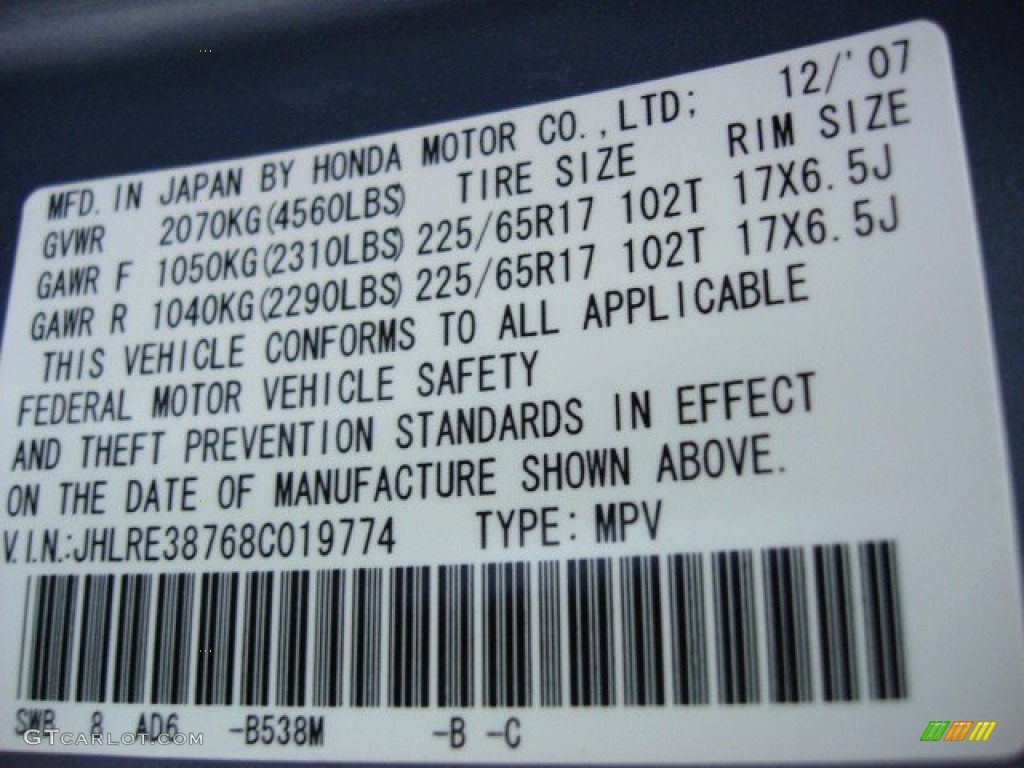 12/'07
MFD. IN JAPAN BY HONDA MOTOR CO.,LTD;
GVWR 2070KG(4560LBS) TIRE SIZE RIM SIZE
GAWR F 1050KG(2310LBS) 225/65R17 102T 17X6.5J
GAWR R 1040KG(2290LBS) 225/65R17 102T 17X6.5J
THIS VEHICLE CONFORMS TO ALL APPLICABLE
FEDERAL MOTOR VEHICLE SAFETY
AND THEFT PREVENTION STANDARDS IN EFFECT
ON THE DATE OF MANUFACTURE SHOWN ABOVE.
V.I.N.:JHLRE38768C019774 TYPE: MPV
SWR 8 AD6 -B538M -B -C
GTCARLOT.COM